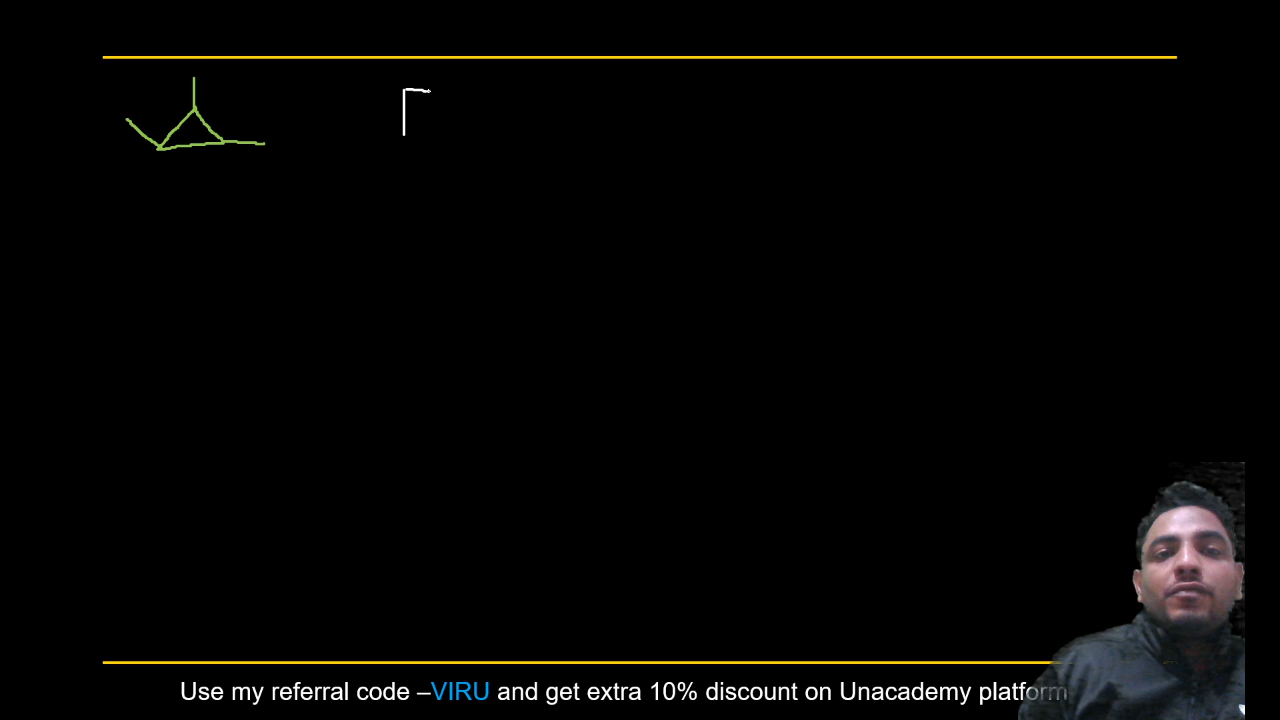 Use my referral code –VIRU and get extra 10% discount on Unacademy platform